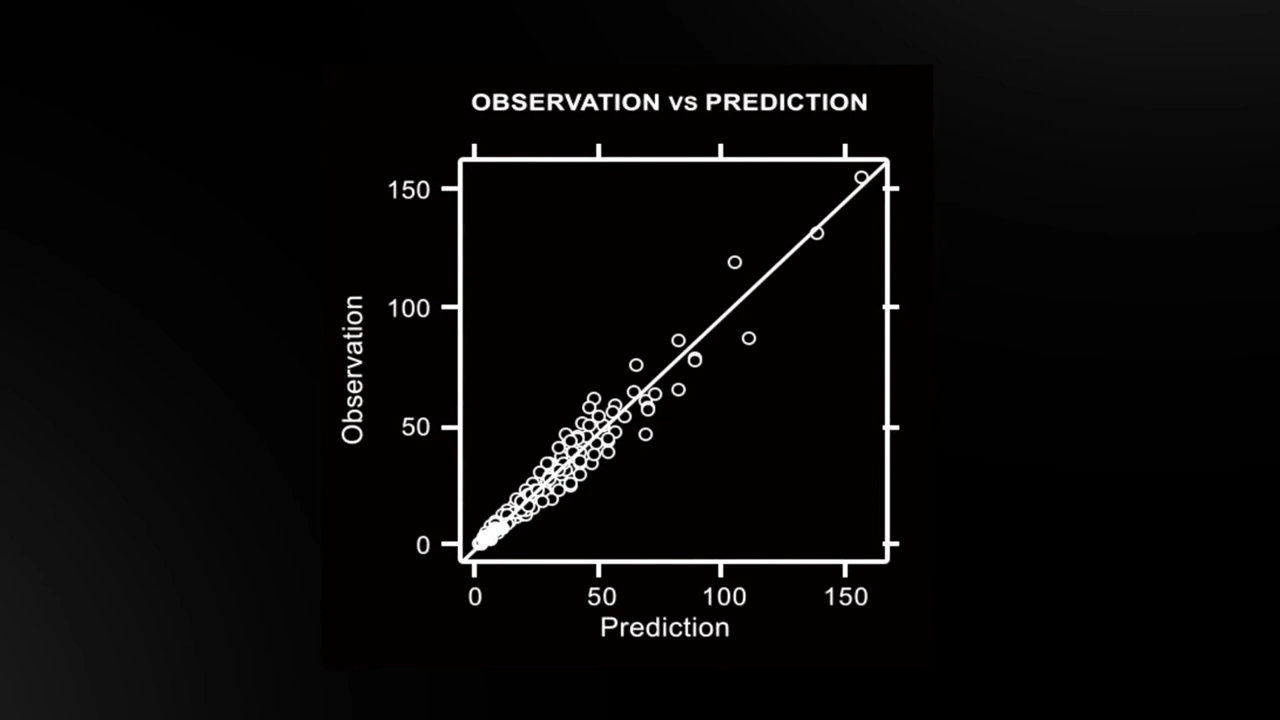 OBSERVATION vs PREDICTION
150
100
50
0
Observation
0 50 100 150
Prediction